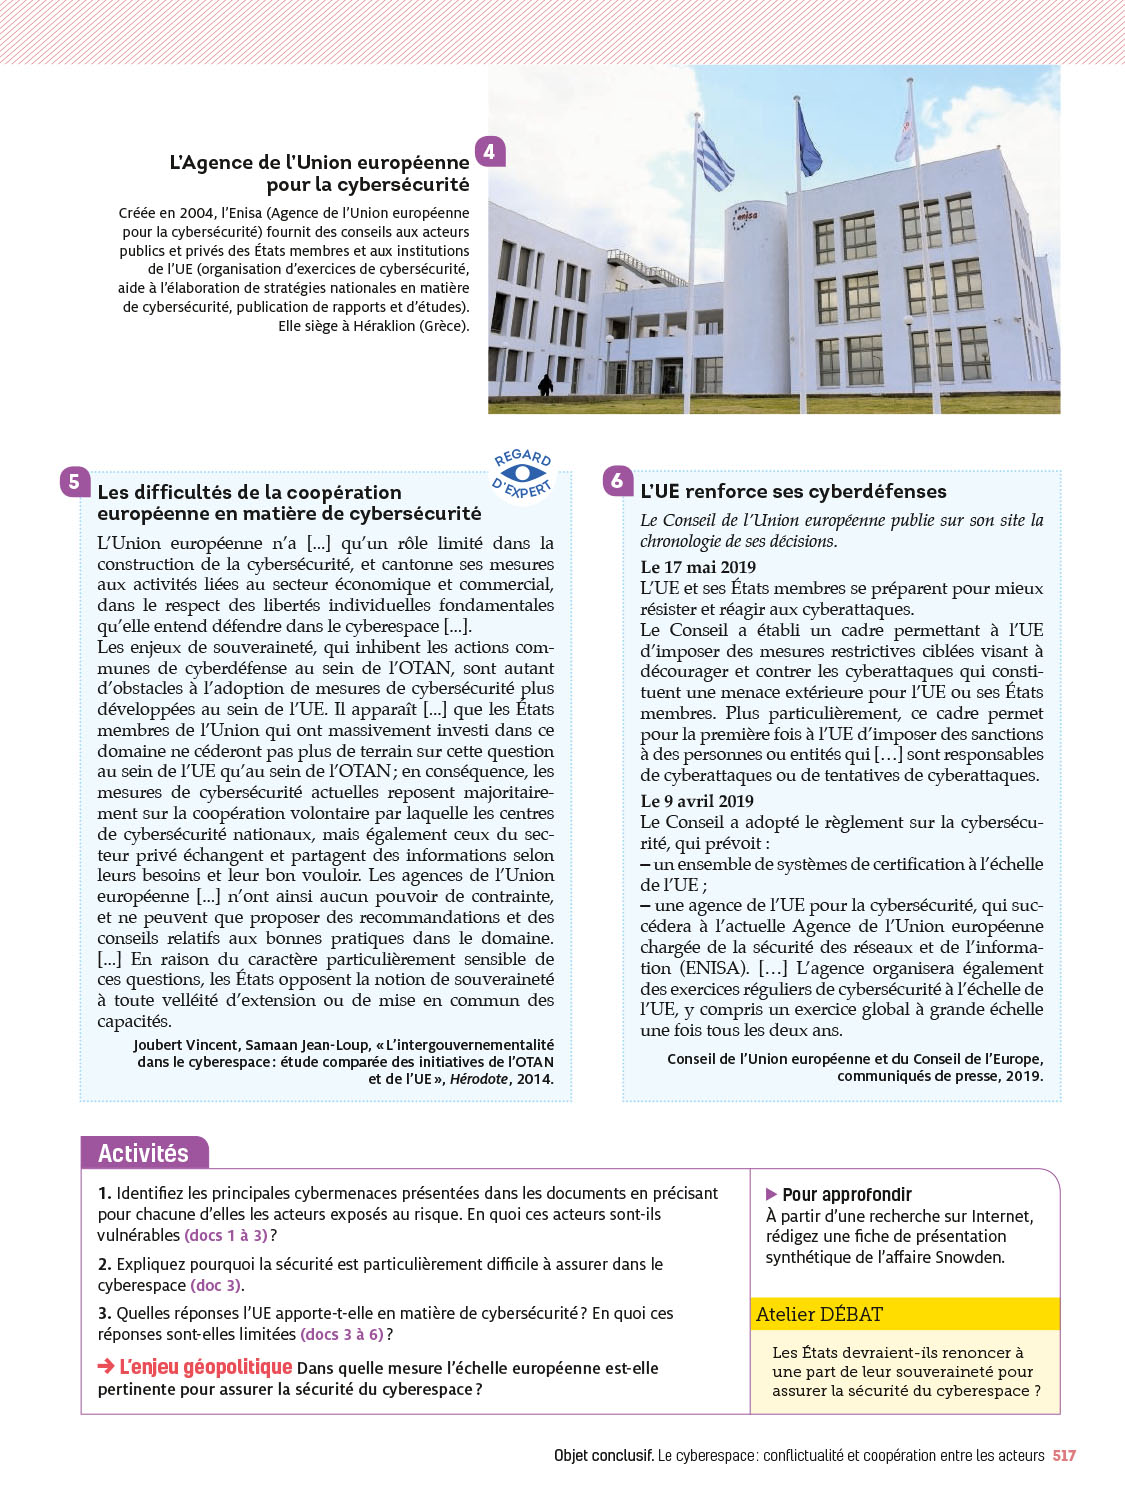 4
L'Agence de l'Union européenne
pour la cybersécurité
Créée en 2004, l'Enisa (Agence de l'Union européenne
pour la cybersécurité) fournit des conseils aux acteurs
publics et privés des États membres et aux institutions
de l'UE (organisation d'exercices de cybersécurité,
aide à l'élaboration de stratégies nationales en matière
de cybersécurité, publication de rapports et d'études).
Elle siège à Héraklion (Grèce).
enisa
5
REGARD
D'EXPERT
Les difficultés de la coopération
européenne en matière de cybersécurité
L'Union européenne n'a [...] qu'un rôle limité dans la
construction de la cybersécurité, et cantonne ses mesures
aux activités liées au secteur économique et commercial,
dans le respect des libertés individuelles fondamentales
qu'elle entend défendre dans le cyberespace [...].
Les enjeux de souveraineté, qui inhibent les actions com-
munes de cyberdéfense au sein de l'OTAN, sont autant
d'obstacles à l'adoption de mesures de cybersécurité plus
développées au sein de l'UE. Il apparaît [...] que les États
membres de l'Union qui ont massivement investi dans ce
domaine ne céderont pas plus de terrain sur cette question
au sein de l'UE qu'au sein de l'OTAN ; en conséquence, les
mesures de cybersécurité actuelles reposent majoritaire-
ment sur la coopération volontaire par laquelle les centres
de cybersécurité nationaux, mais également ceux du sec-
teur privé échangent et partagent des informations selon
leurs besoins et leur bon vouloir. Les agences de l'Union
européenne [...] n'ont ainsi aucun pouvoir de contrainte,
et ne peuvent que proposer des recommandations et des
conseils relatifs aux bonnes pratiques dans le domaine.
[...] En raison du caractère particulièrement sensible de
ces questions, les États opposent la notion de souveraineté
à toute velléité d'extension ou de mise en commun des
capacités.
Joubert Vincent, Samaan Jean-Loup, « L'intergouvernementalité
dans le cyberespace : étude comparée des initiatives de l'OTAN
et de l'UE », Hérodote, 2014.
6
L'UE renforce ses cyberdéfenses
Le Conseil de l'Union européenne publie sur son site la
chronologie de ses décisions.
Le 17 mai 2019
L'UE et ses États membres se préparent pour mieux
résister et réagir aux cyberattaques.
Le Conseil a établi un cadre permettant à l'UE
d'imposer des mesures restrictives ciblées visant à
décourager et contrer les cyberattaques qui consti-
tuent une menace extérieure pour l'UE ou ses États
membres. Plus particulièrement, ce cadre permet
pour la première fois à l'UE d'imposer des sanctions
à des personnes ou entités qui [...] sont responsables
de cyberattaques ou de tentatives de cyberattaques.
Le 9 avril 2019
Le Conseil a adopté le règlement sur la cybersécu-
rité, qui prévoit :
– un ensemble de systèmes de certification à l'échelle
de l'UE ;
– une agence de l'UE pour la cybersécurité, qui suc-
cédera à l'actuelle Agence de l'Union européenne
chargée de la sécurité des réseaux et de l'informa-
tion (ENISA). [...] L'agence organisera également
des exercices réguliers de cybersécurité à l'échelle de
l'UE, y compris un exercice global à grande échelle
une fois tous les deux ans.
Conseil de l'Union européenne et du Conseil de l'Europe,
communiqués de presse, 2019.
Activités
1. Identifiez les principales cybermenaces présentées dans les documents en précisant
pour chacune d'elles les acteurs exposés au risque. En quoi ces acteurs sont-ils
vulnérables (docs 1 à 3) ?
2. Expliquez pourquoi la sécurité est particulièrement difficile à assurer dans le
cyberespace (doc 3).
3. Quelles réponses l'UE apporte-t-elle en matière de cybersécurité ? En quoi ces
réponses sont-elles limitées (docs 3 à 6) ?
➜ L'enjeu géopolitique Dans quelle mesure l'échelle européenne est-elle
pertinente pour assurer la sécurité du cyberespace ?
▶ Pour approfondir
À partir d'une recherche sur Internet,
rédigez une fiche de présentation
synthétique de l'affaire Snowden.
Atelier DÉBAT
Les États devraient-ils renoncer à
une part de leur souveraineté pour
assurer la sécurité du cyberespace ?
Objet conclusif. Le cyberespace : conflictualité et coopération entre les acteurs 517